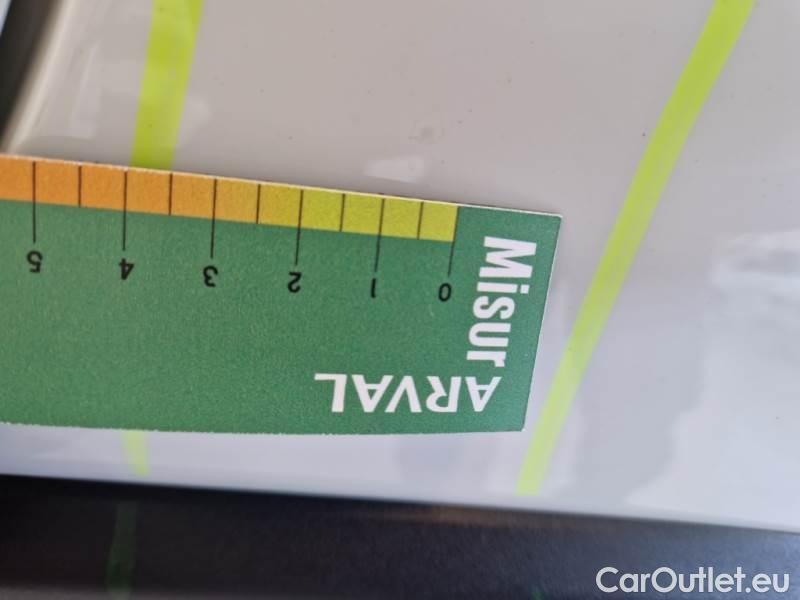 5 4 3 2 1 0
Misur
ARVAL
CarOutlet.eu